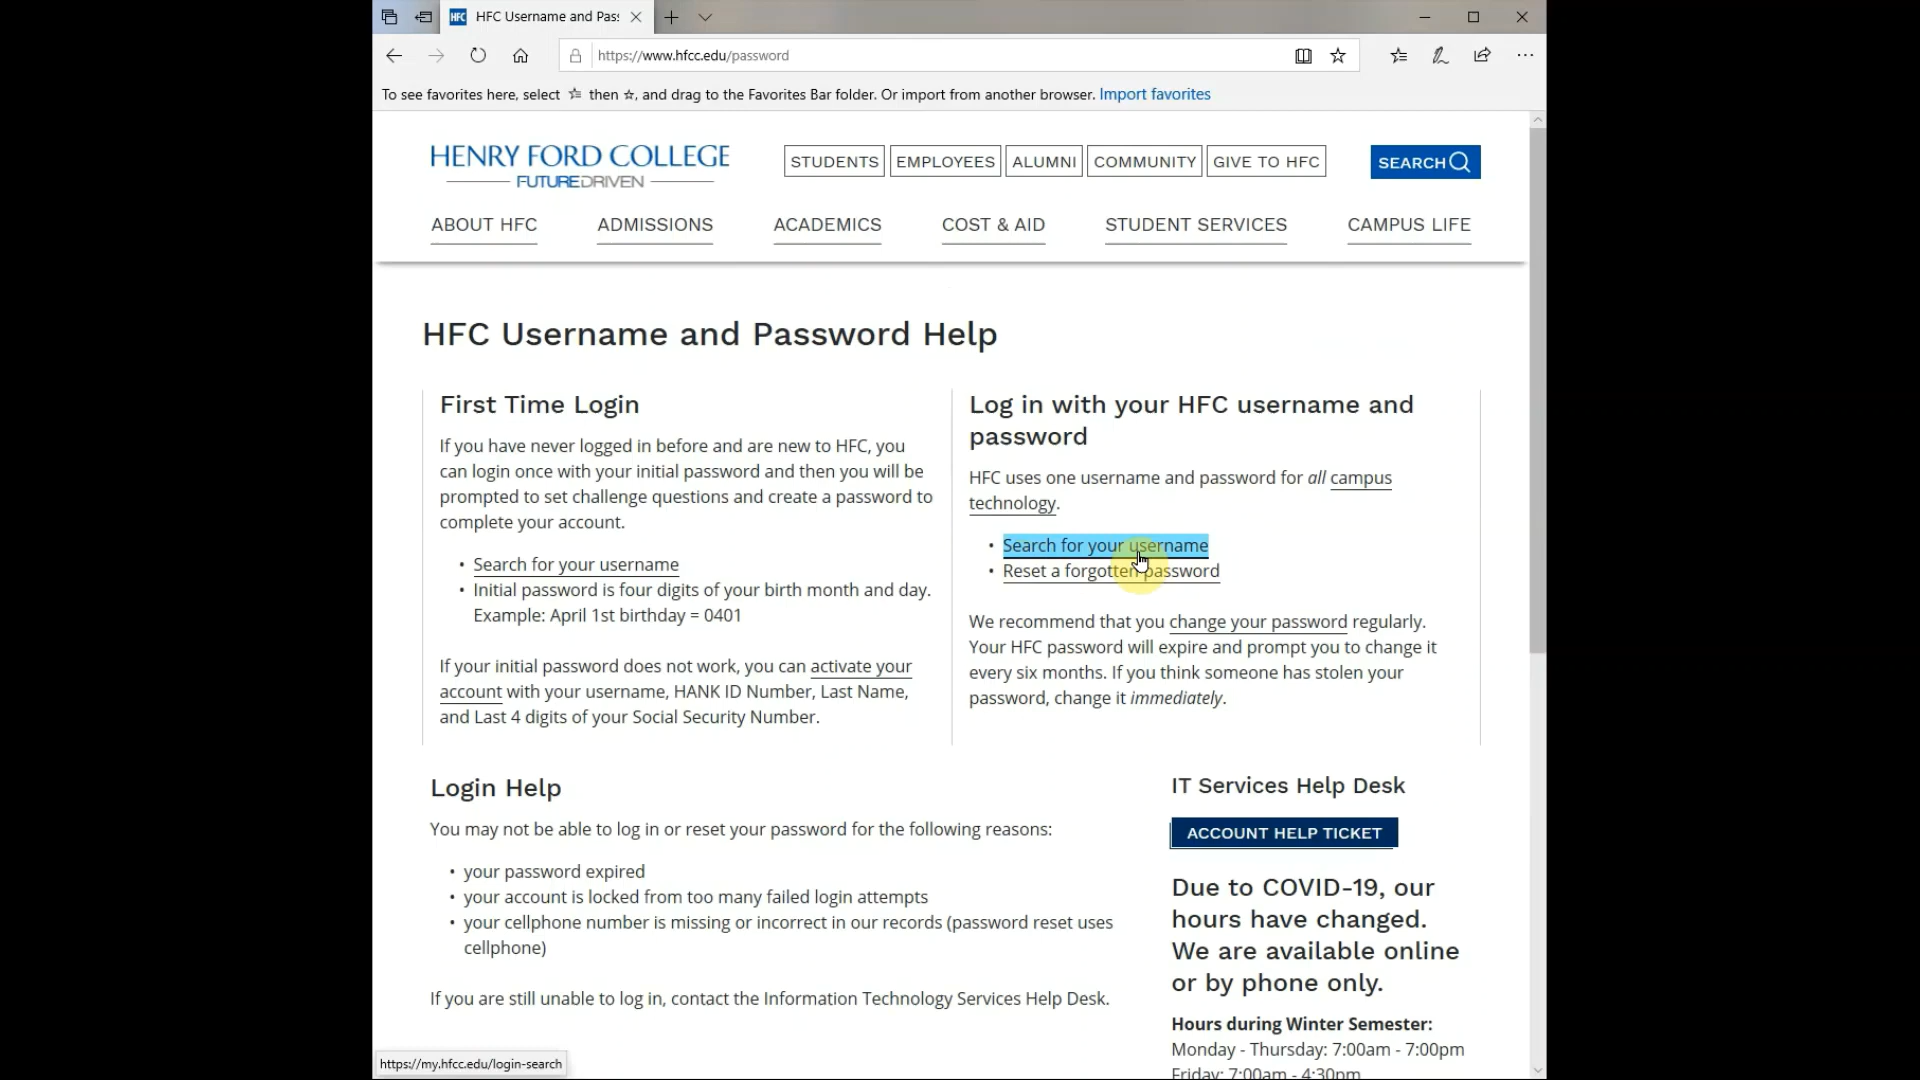 HFC Username and Pas
https://www.hfcc.edu/password
To see favorites here, select then , and drag to the Favorites Bar folder. Or import from another browser. Import favorites
HENRY FORD COLLEGE
FUTUREDRIVEN
STUDENTS EMPLOYEES ALUMNI COMMUNITY GIVE TO HFC SEARCH
ABOUT HFC ADMISSIONS ACADEMICS COST & AID STUDENT SERVICES CAMPUS LIFE
HFC Username and Password Help
First Time Login
If you have never logged in before and are new to HFC, you
can login once with your initial password and then you will be
prompted to set challenge questions and create a password to
complete your account.
• Search for your username
• Initial password is four digits of your birth month and day.
Example: April 1st birthday = 0401
If your initial password does not work, you can activate your
account with your username, HANK ID Number, Last Name,
and Last 4 digits of your Social Security Number.
Log in with your HFC username and
password
HFC uses one username and password for all campus
technology.
• Search for your username
• Reset a forgotten password
We recommend that you change your password regularly.
Your HFC password will expire and prompt you to change it
every six months. If you think someone has stolen your
password, change it immediately.
Login Help
You may not be able to log in or reset your password for the following reasons:
• your password expired
• your account is locked from too many failed login attempts
• your cellphone number is missing or incorrect in our records (password reset uses
cellphone)
If you are still unable to log in, contact the Information Technology Services Help Desk.
IT Services Help Desk
ACCOUNT HELP TICKET
Due to COVID-19, our
hours have changed.
We are available online
or by phone only.
Hours during Winter Semester:
Monday - Thursday: 7:00am - 7:00pm
Friday: 7:00am - 4:30pm
https://my.hfcc.edu/login-search